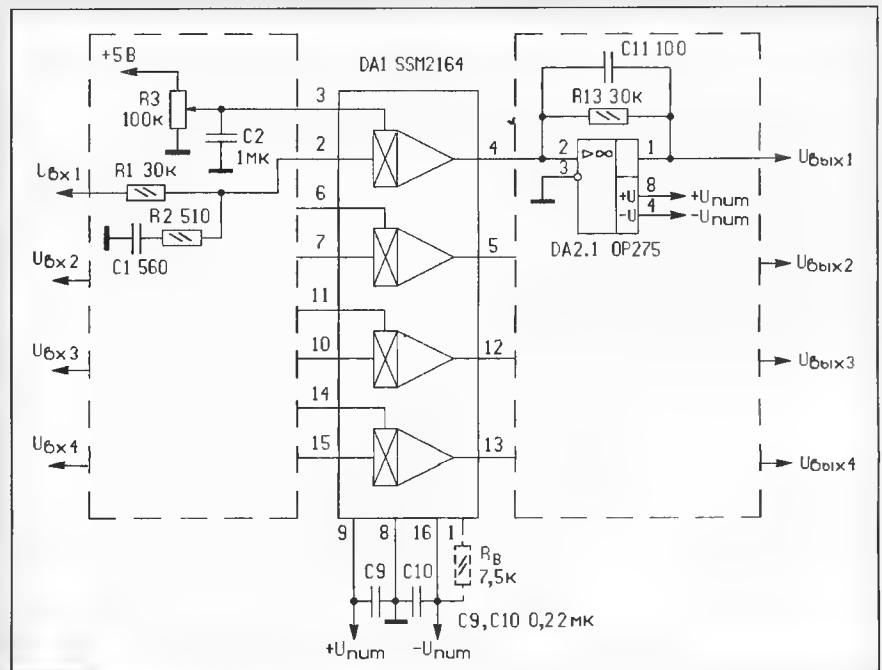 +5В
R3
100к
C2
1мк
Uвх1
R1 30к
R2 510
C1 560
Uвх2
Uвх3
Uвх4
DA1 SSM2164
3
2
4
6
7
5
11
10
12
14
15
13
9
8
16
1
RВ
7,5к
C9
C10
C9,C10 0,22мк
+Uпит
-Uпит
C11 100
R13 30к
▷∞
2
3
1
+U
8
+Uпит
-U
4
-Uпит
DA2.1 OP275
Uвых1
Uвых2
Uвых3
Uвых4